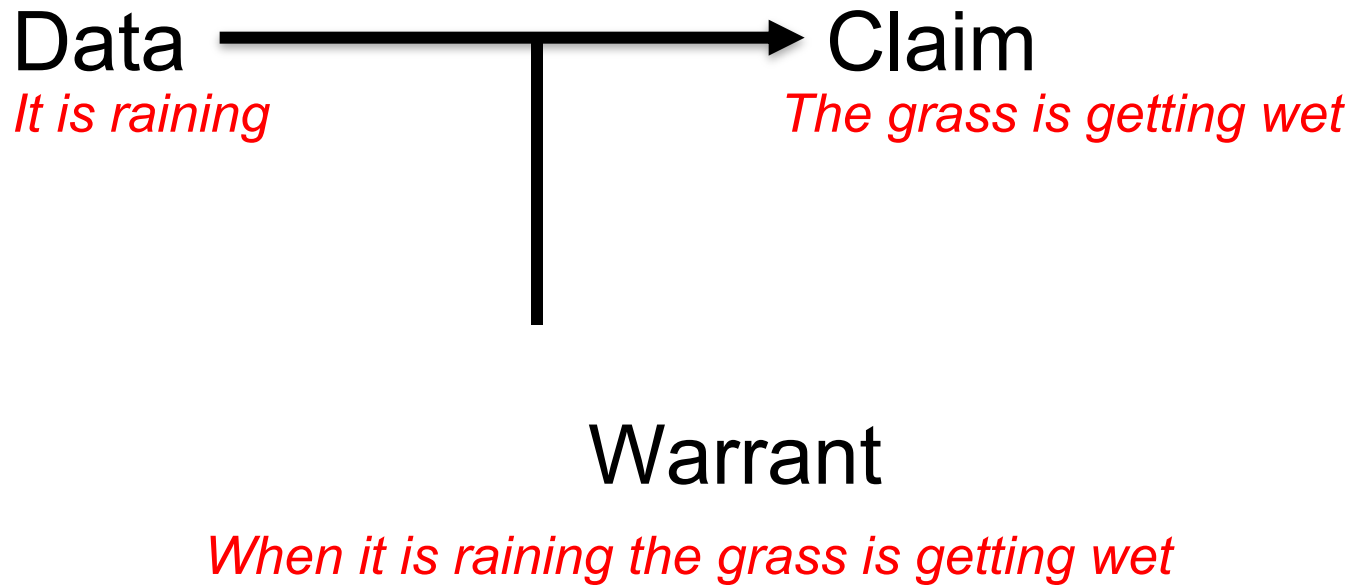 Data
Claim
It is raining
The grass is getting wet
Warrant
When it is raining the grass is getting wet